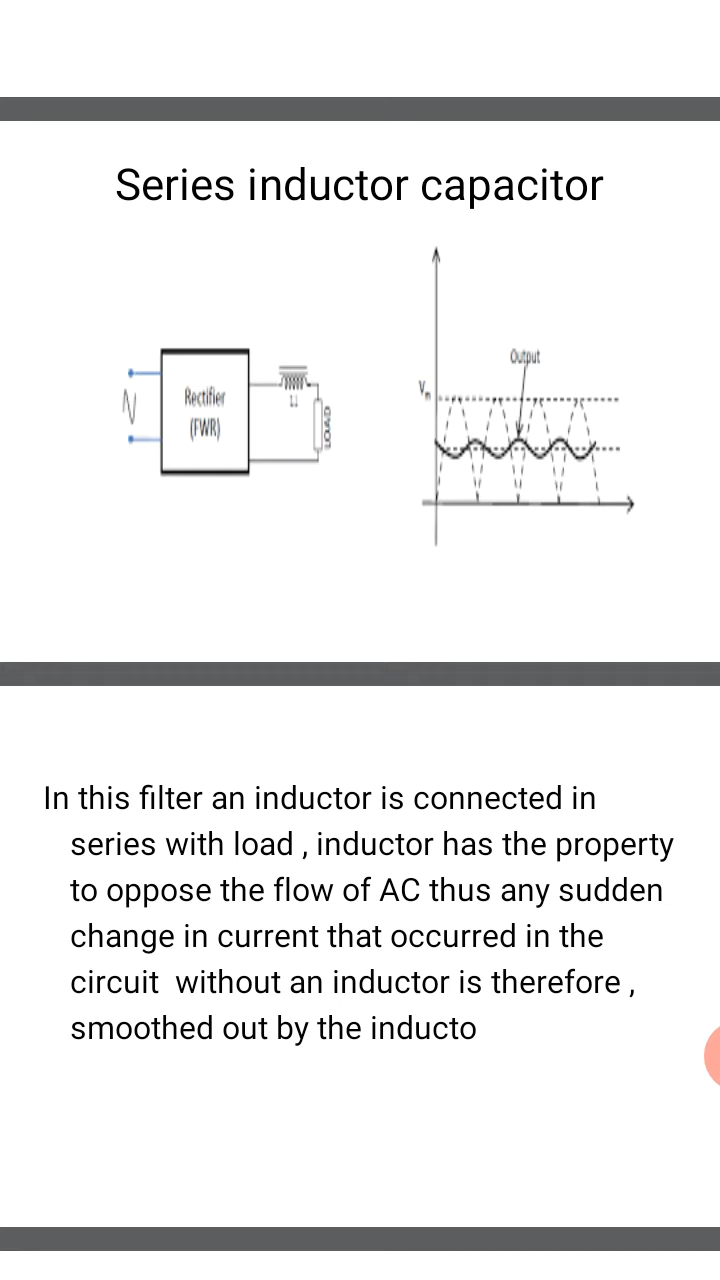 Series inductor capacitor
Output
Vm
Rectifier
(FWR)
LOAD
In this filter an inductor is connected in
series with load , inductor has the property
to oppose the flow of AC thus any sudden
change in current that occurred in the
circuit  without an inductor is therefore ,
smoothed out by the inducto